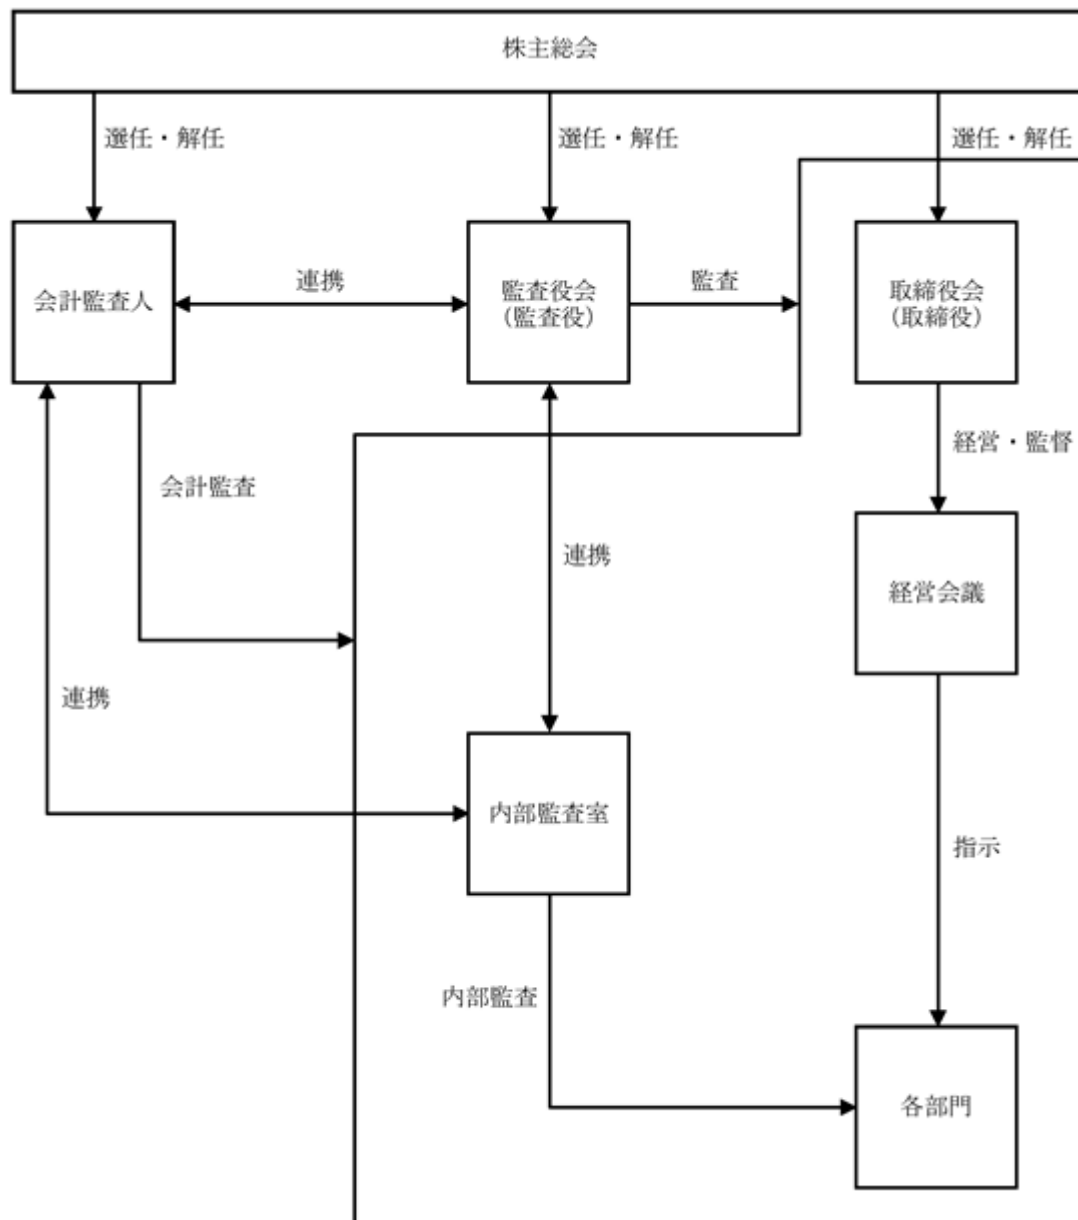 株主総会
選任・解任
選任・解任
選任・解任
会計監査人
連携
監査役会
(監査役)
監査
取締役会
(取締役)
経営・監督
会計監査
連携
経営会議
連携
内部監査室
指示
内部監査
各部門